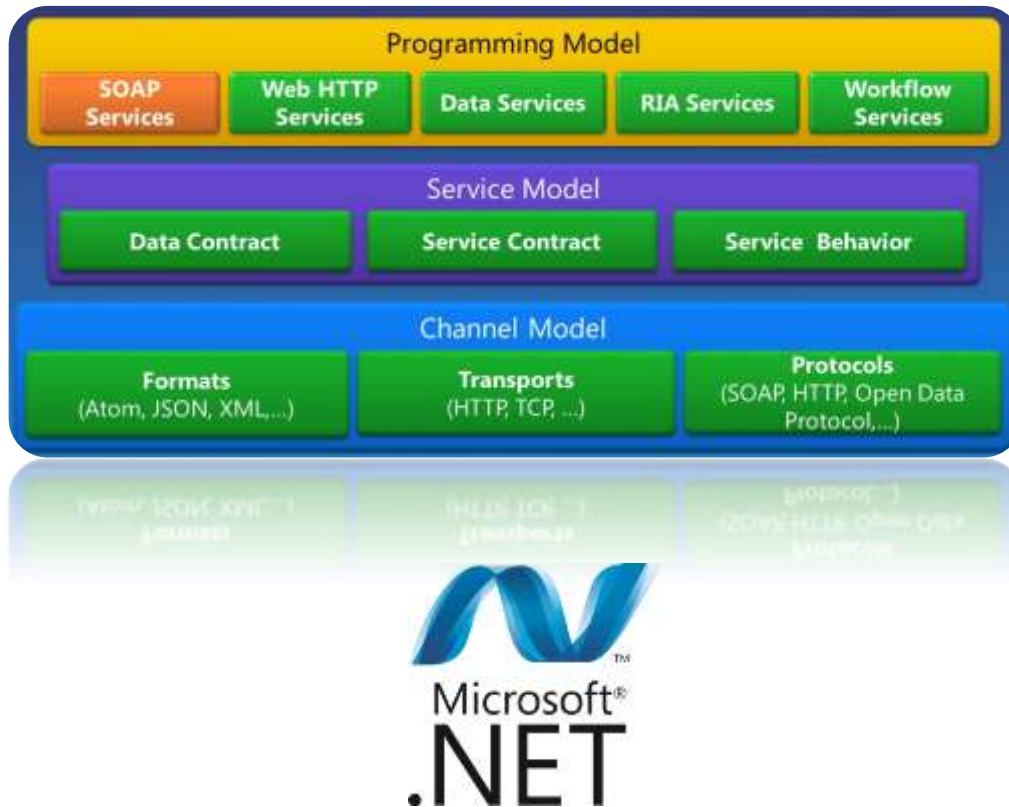 Programming Model
SOAP
Services
Web HTTP
Services
Data Services
RIA Services
Workflow
Services
Service Model
Data Contract
Service Contract
Service  Behavior
Channel Model
Formats
(Atom, JSON, XML,...)
Transports
(HTTP, TCP, ...)
Protocols
(SOAP, HTTP, Open Data
Protocol,...)
TM
Microsoft®
.NET